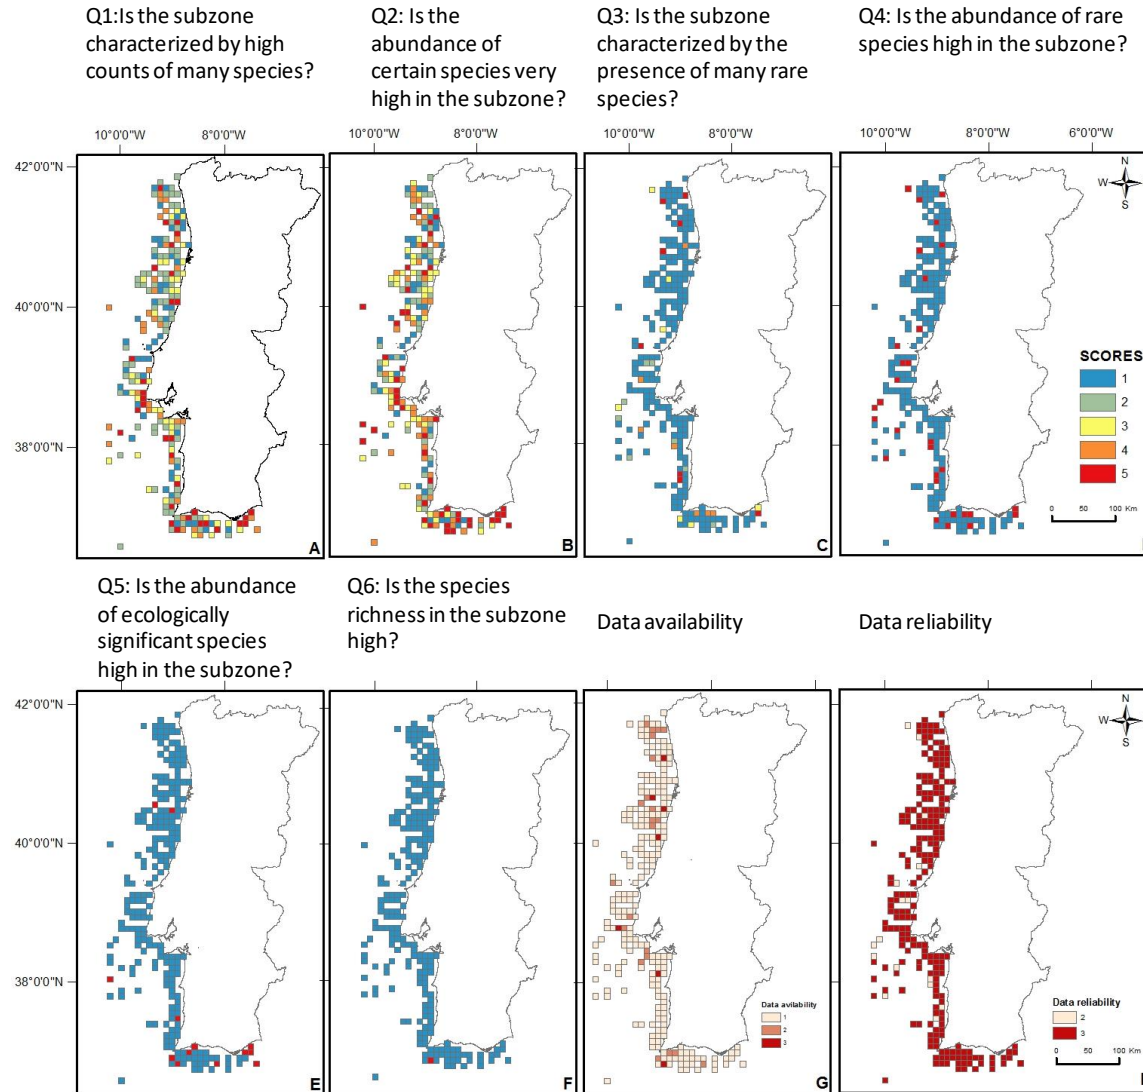 Q1:Is the subzone
characterized by high
counts of many species?
Q2: Is the
abundance of
certain species very
high in the subzone?
Q3: Is the subzone
characterized by the
presence of many rare
species?
Q4: Is the abundance of rare
species high in the subzone?
10°0'0"W 8°0'0"W
10°0'0"W 8°0'0"W
10°0'0"W 8°0'0"W
10°0'0"W 8°0'0"W 6°0'0"W
42°0'0"N
40°0'0"N
38°0'0"N
N
W E
S
SCORES
1
2
3
4
5
0 50 100 Km
A
B
C
Q5: Is the abundance
of ecologically
significant species
high in the subzone?
Q6: Is the species
richness in the subzone
high?
Data availability
Data reliability
42°0'0"N
40°0'0"N
38°0'0"N
N
W E
S
Data avilability
1
2
3
Data reliability
2
3
0 50 100 Km
E
F
G